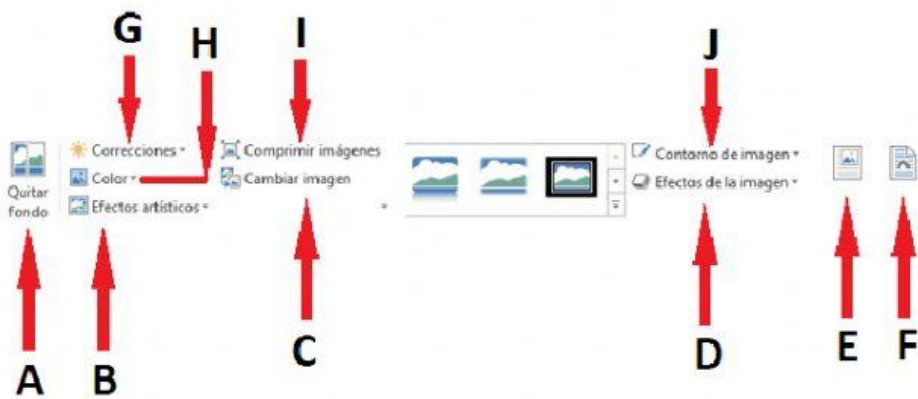 G H I J
Correcciones
Comprimir imágenes
Contorno de imagen
Color
Cambiar imagen
Efectos de la imagen
Quitar
fondo
Efectos artísticos
A B C D E F